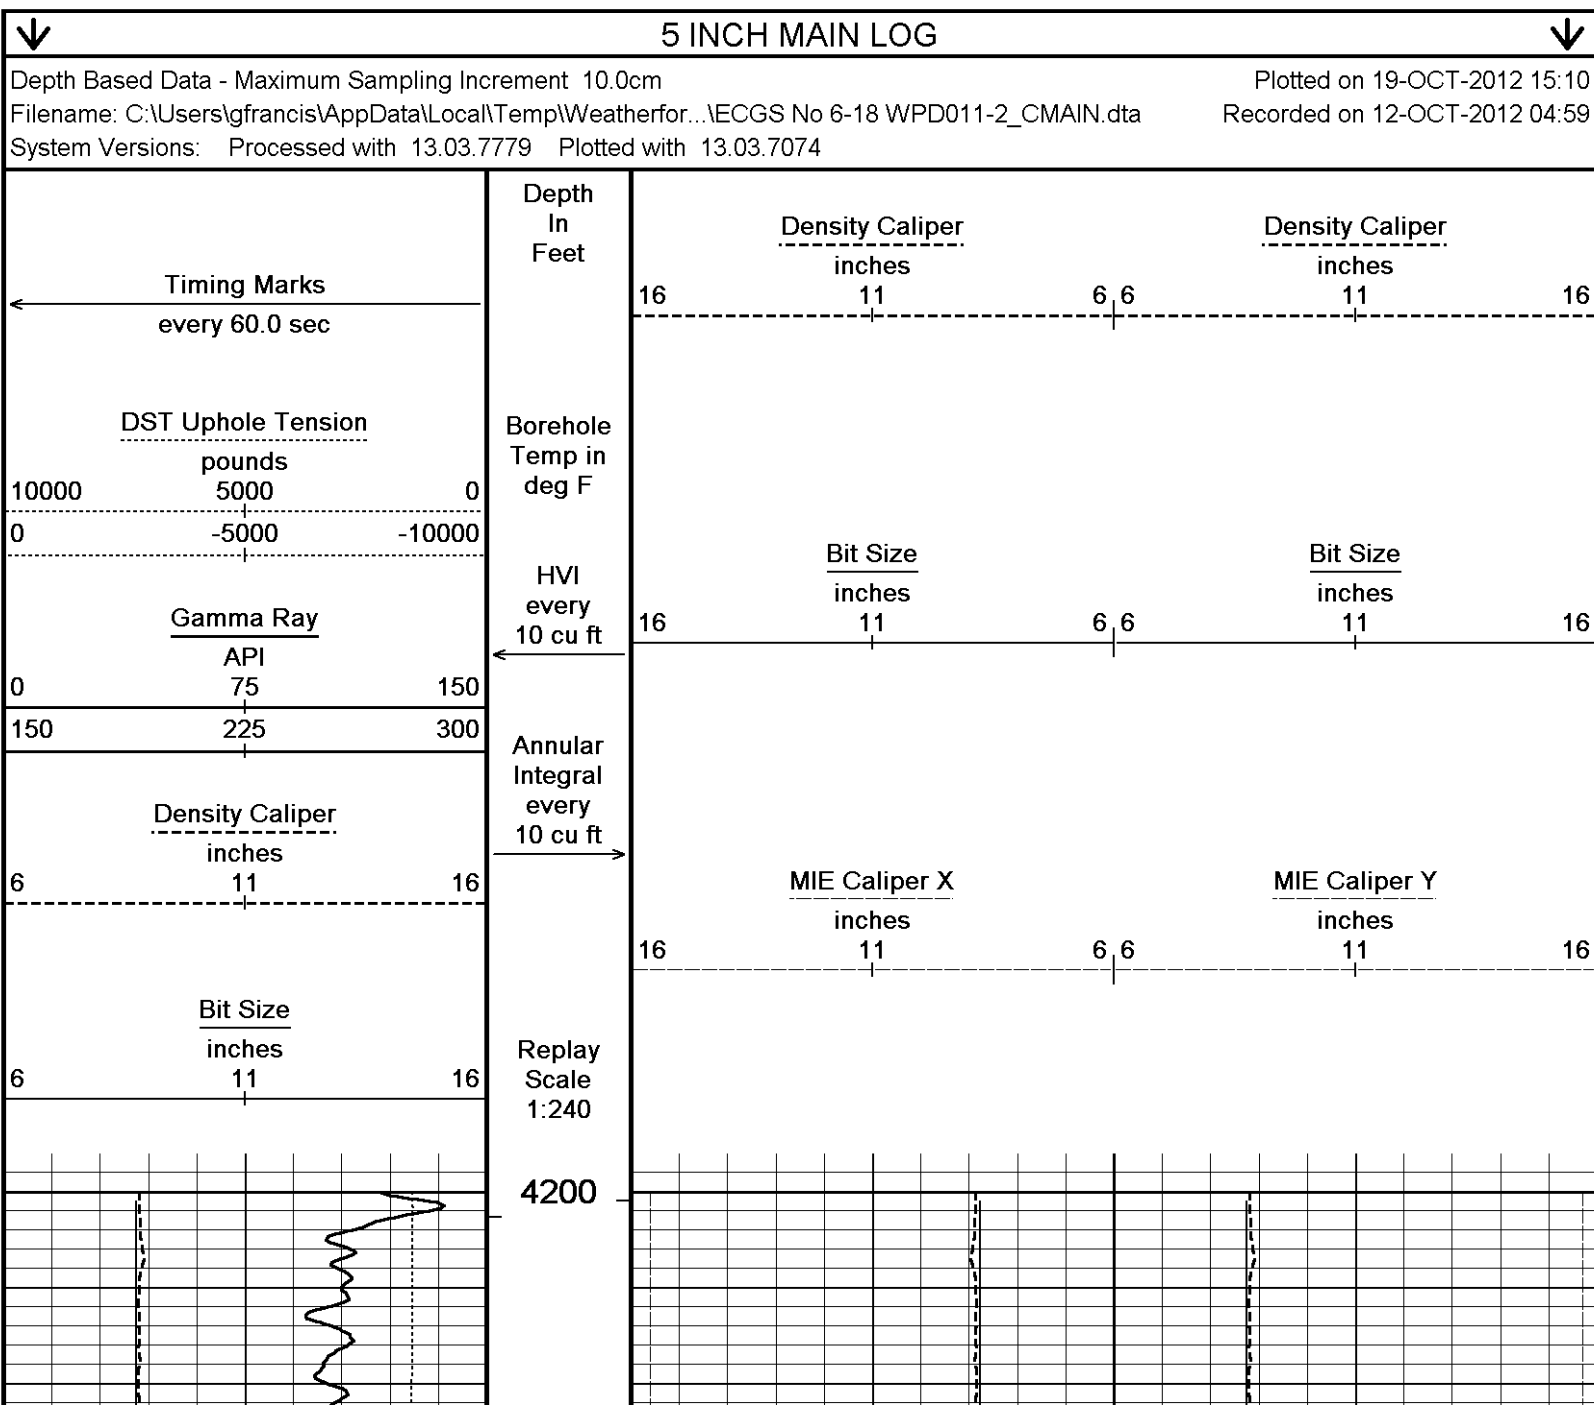 5 INCH MAIN LOG
Depth Based Data - Maximum Sampling Increment 10.0cm
Plotted on 19-OCT-2012 15:10
Filename: C:\Users\gfrancis\AppData\Local\Temp\Weatherfor...\ECGS No 6-18 WPD011-2_CMAIN.dta
Recorded on 12-OCT-2012 04:59
System Versions: Processed with 13.03.7779 Plotted with 13.03.7074
Timing Marks
every 60.0 sec
DST Uphole Tension
pounds
10000 5000 0
0 -5000 -10000
Gamma Ray
API
0 75 150
150 225 300
Density Caliper
inches
6 11 16
Bit Size
inches
6 11 16
Depth
In
Feet
Borehole
Temp in
deg F
HVI
every
10 cu ft
Annular
Integral
every
10 cu ft
Replay
Scale
1:240
4200
Density Caliper
inches
16 11 6
Density Caliper
inches
6 11 16
Bit Size
inches
16 11 6
Bit Size
inches
6 11 16
MIE Caliper X
inches
16 11 6
MIE Caliper Y
inches
6 11 16